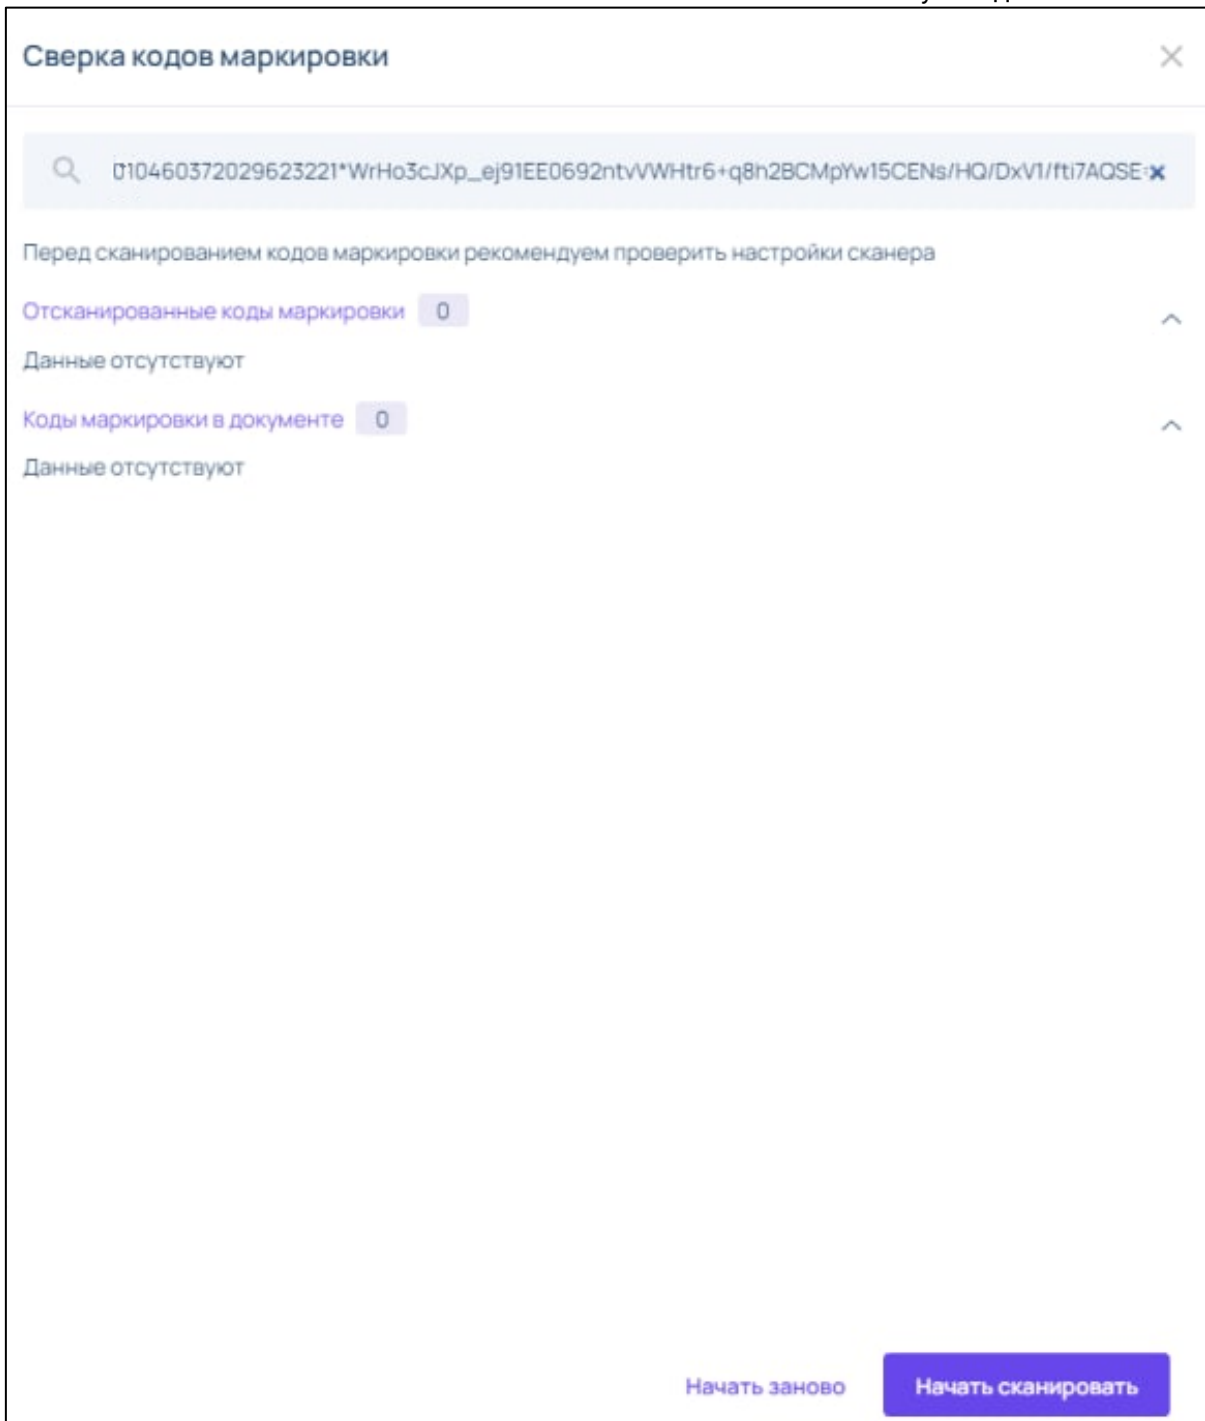 Сверка кодов маркировки
010460372029623221*WrHo3cJXp_ej91EE0692ntvVWHtr6+q8h2BCMpYw15CENs/HQ/DxV1/fti7AQSE=
Перед сканированием кодов маркировки рекомендуем проверить настройки сканера
Отсканированные коды маркировки 0
Данные отсутствуют
Коды маркировки в документе 0
Данные отсутствуют
Начать заново Начать сканировать